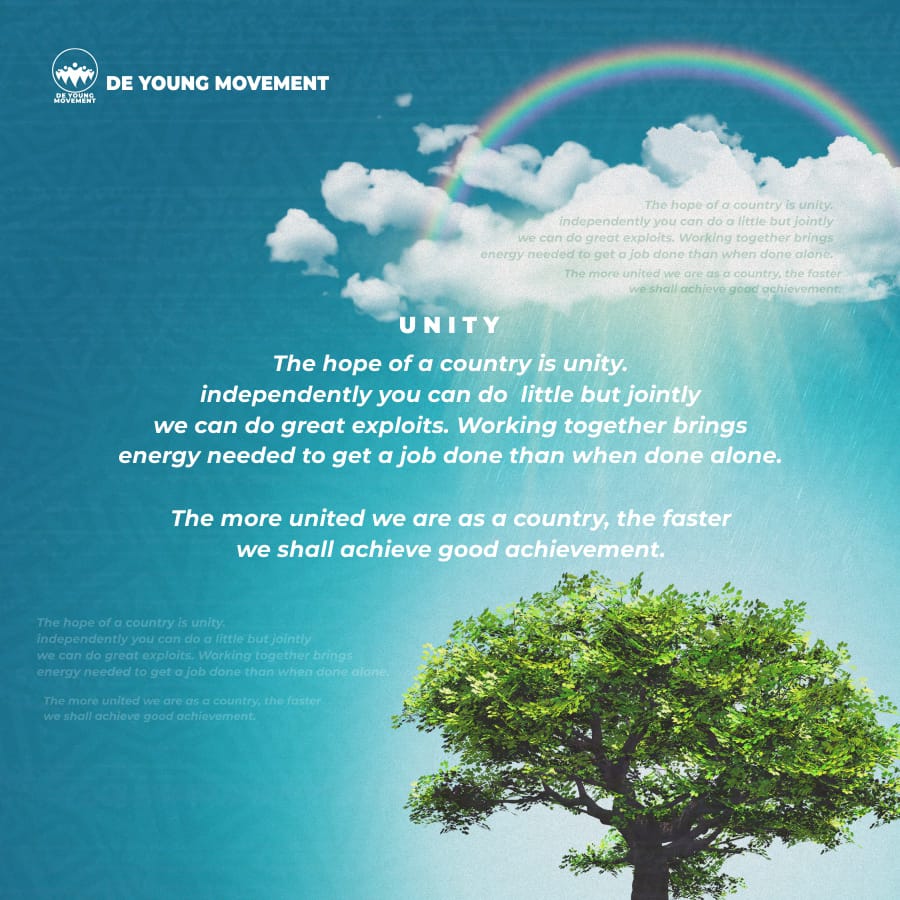 DE YOUNG MOVEMENT
DE YOUNG
MOVEMENT
The hope of a country is unity.
independently you can do a little but jointly
we can do great exploits. Working together brings
energy needed to get a job done than when done alone.
The more united we are as a country, the faster
we shall achieve good achievement.
UNITY
The hope of a country is unity.
independently you can do little but jointly
we can do great exploits. Working together brings
energy needed to get a job done than when done alone.
The more united we are as a country, the faster
we shall achieve good achievement.
The hope of a country is unity.
independently you can do a little but jointly
we can do great exploits. Working together brings
energy needed to get a job done than when done alone.
The more united we are as a country, the faster
we shall achieve good achievement.